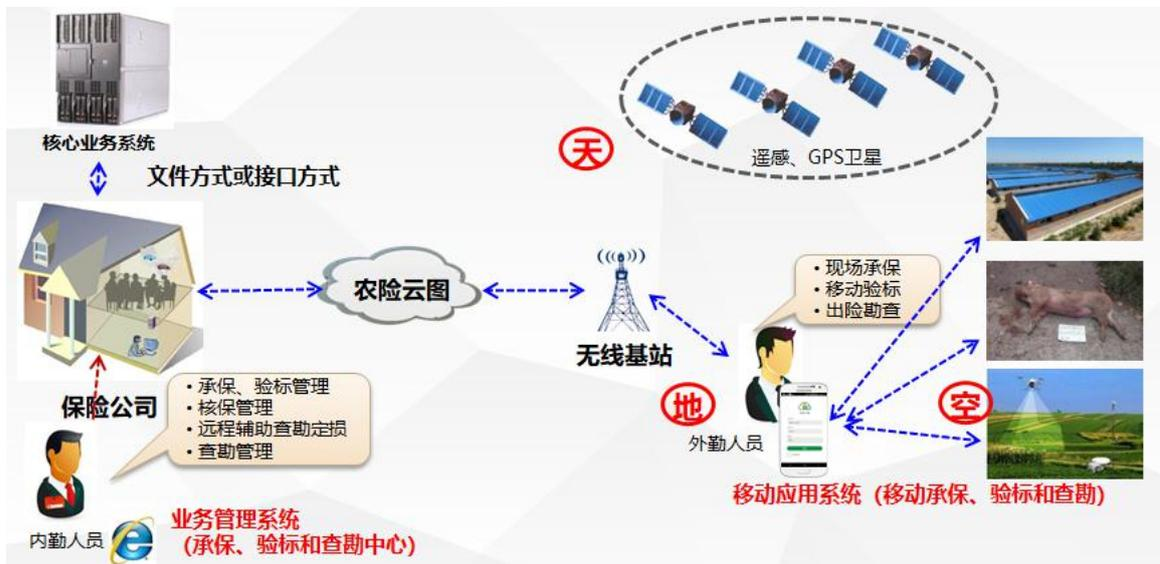 核心业务系统
文件方式或接口方式
天
遥感、GPS卫星
农险云图
无线基站
• 现场承保
• 移动验标
• 出险勘查
保险公司
• 承保、验标管理
• 核保管理
• 远程辅助查勘定损
• 查勘管理
地
空
外勤人员
移动应用系统（移动承保、验标和查勘）
内勤人员
业务管理系统
（承保、验标和查勘中心）